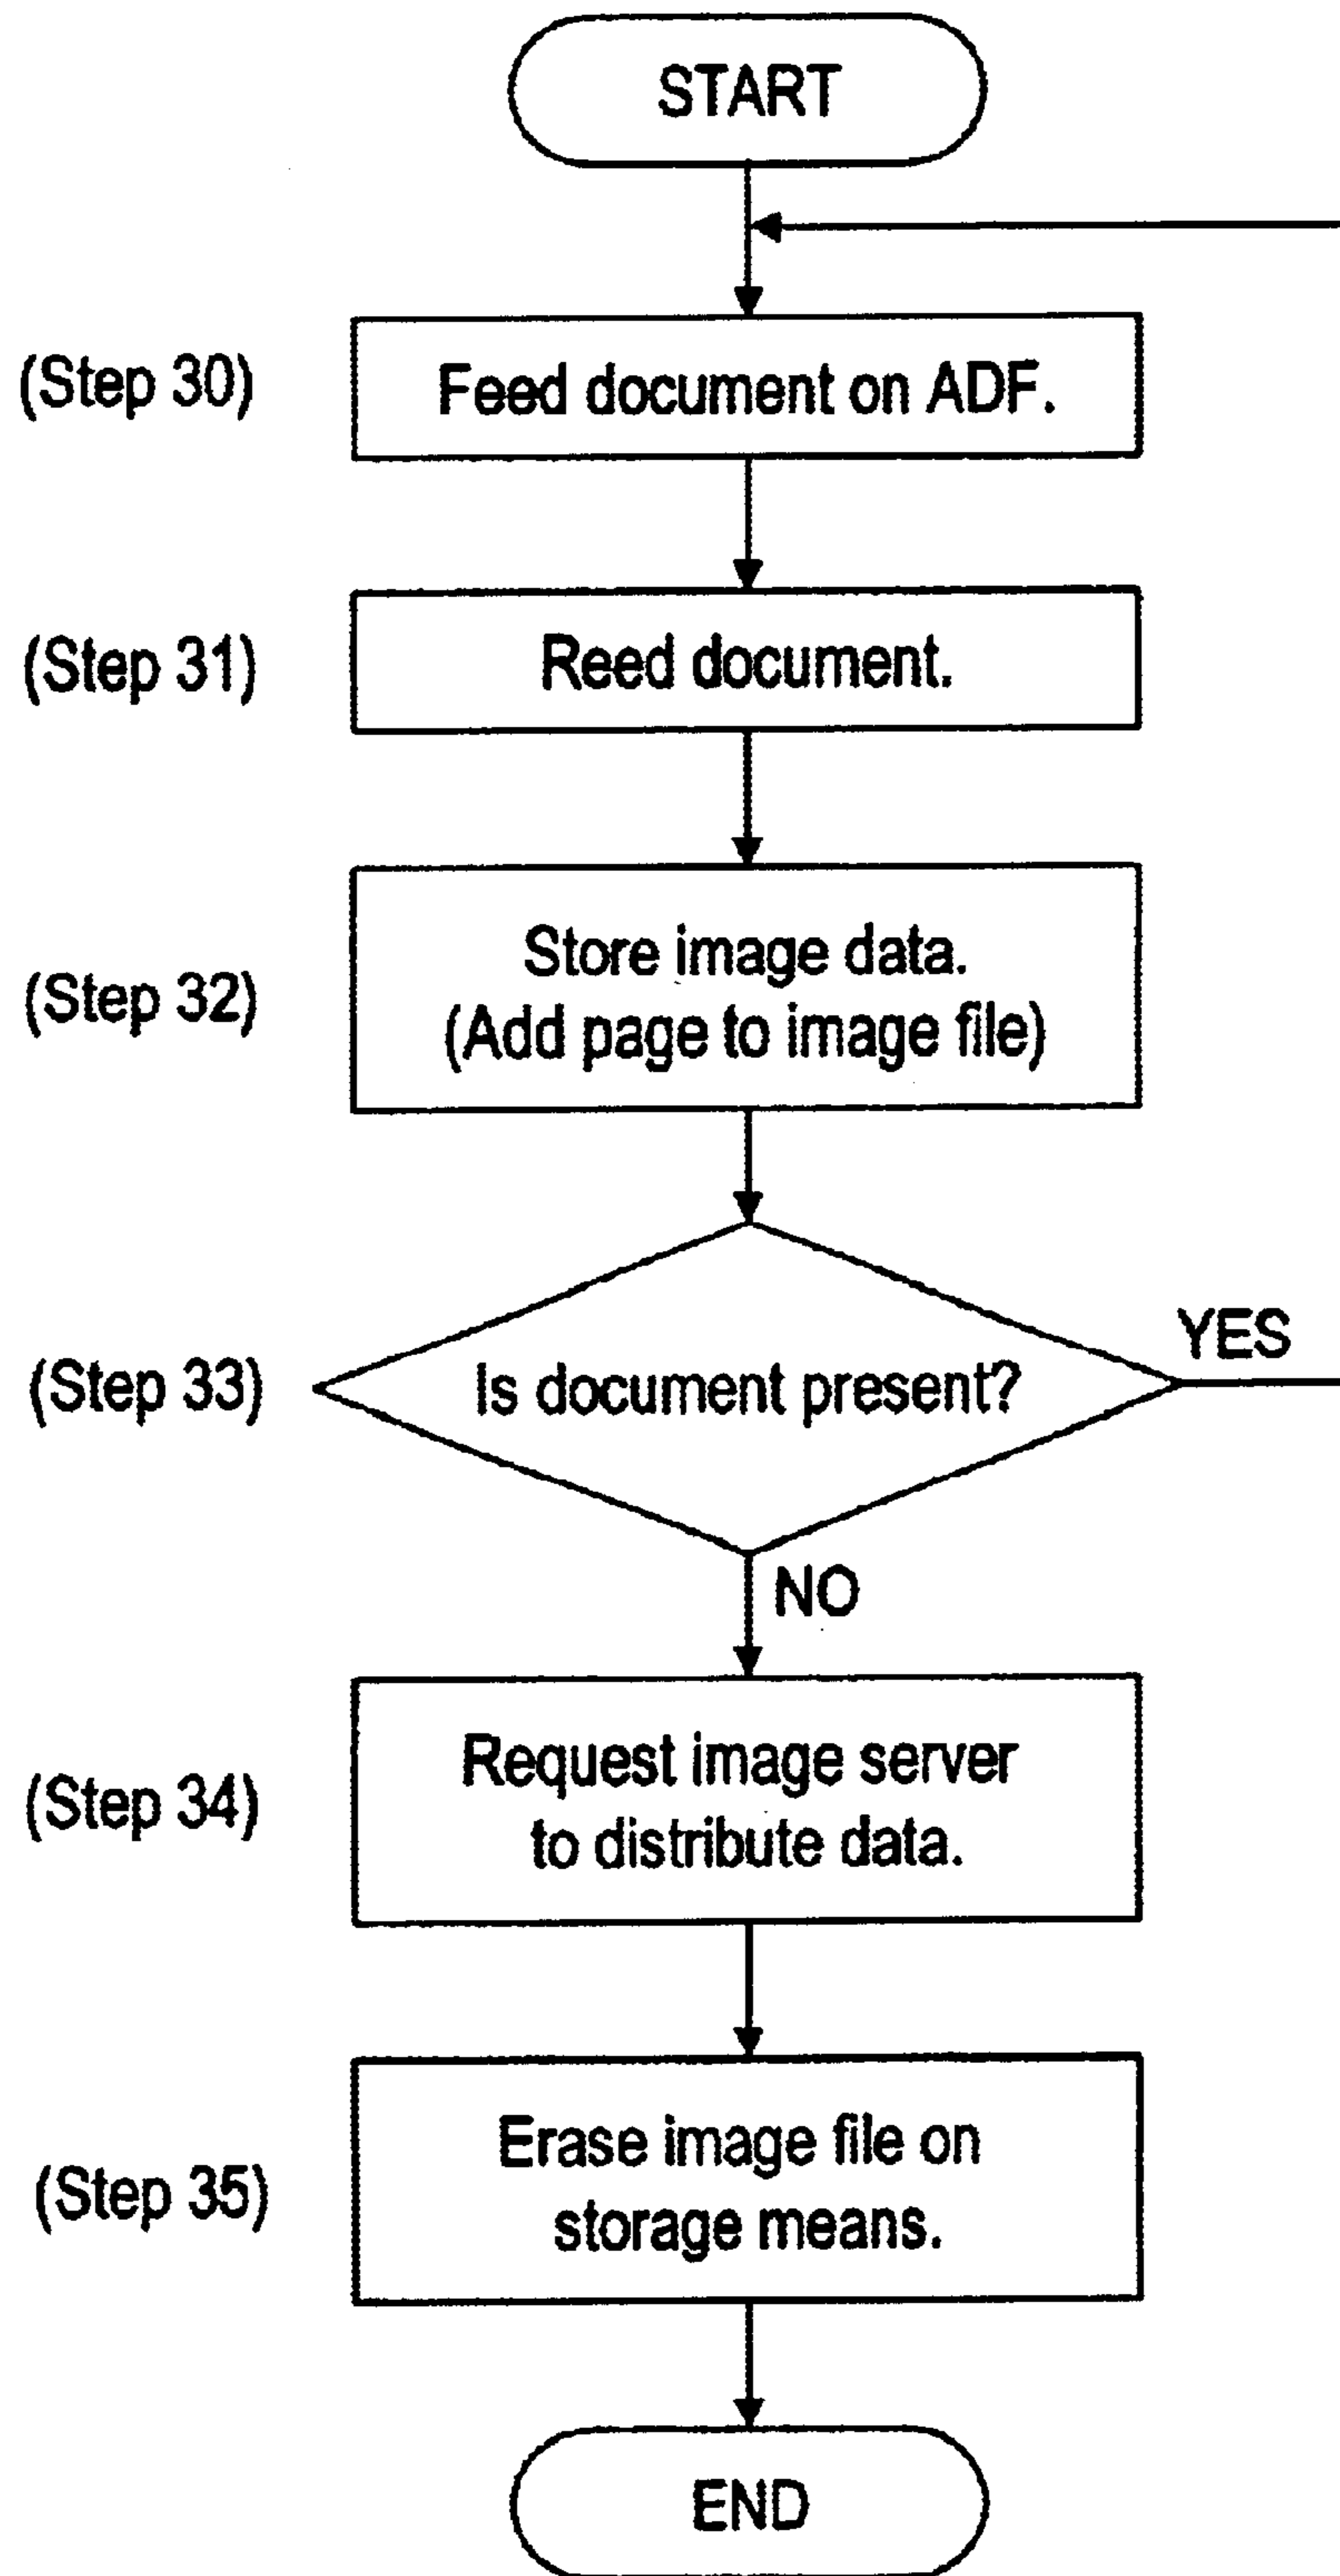 START
(Step 30)
Feed document on ADF.
(Step 31)
Reed document.
(Step 32)
Store image data.
(Add page to image file)
(Step 33)
Is document present?
YES
NO
(Step 34)
Request image server
to distribute data.
(Step 35)
Erase image file on
storage means.
END